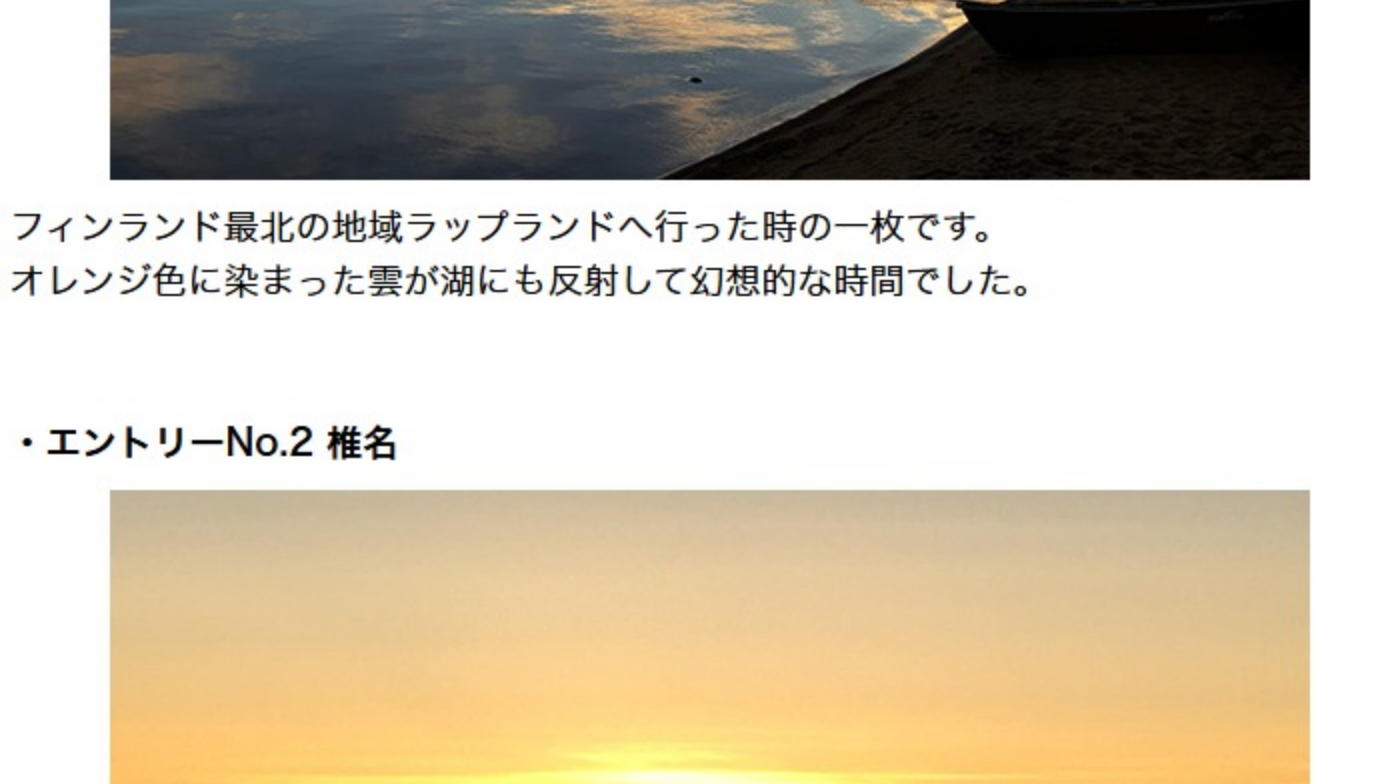 フィンランド最北の地域ラップランドへ行った時の一枚です。
オレンジ色に染まった雲が湖にも反射して幻想的な時間でした。
・エントリーNo.2 椎名